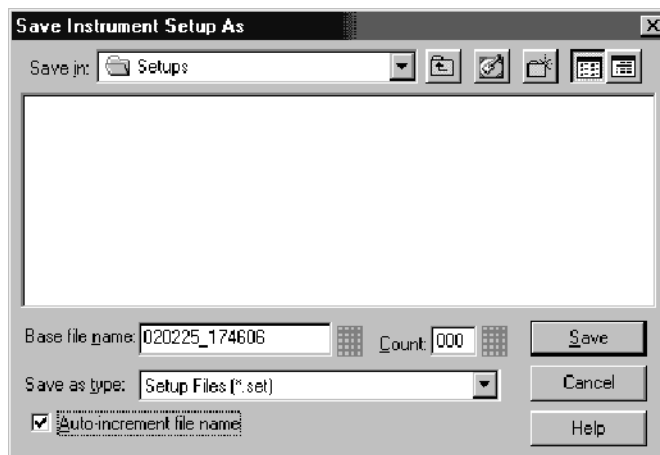 Save Instrument Setup As
Save in: Setups
Base file name: 020225_174606 Count: 000 Save
Save as type: Setup Files (*.set) Cancel
Auto-increment file name Help